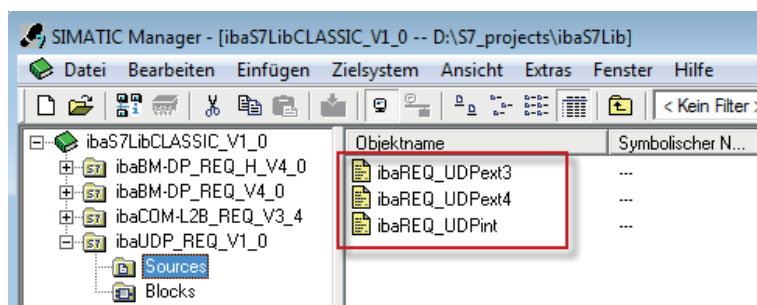 SIMATIC Manager - [ibaS7LibCLASSIC_V1_0 -- D:\S7_projects\ibaS7Lib]
Datei Bearbeiten Einfügen Zielsystem Ansicht Extras Fenster Hilfe
< Kein Filter >
ibaS7LibCLASSIC_V1_0
ibaBM-DP_REQ_H_V4_0
ibaBM-DP_REQ_V4_0
ibaCOM-L2B_REQ_V3_4
ibaUDP_REQ_V1_0
Sources
Blocks
Objektname Symbolischer N...
ibaREQ_UDPext3 ---
ibaREQ_UDPext4 ---
ibaREQ_UDPint ---